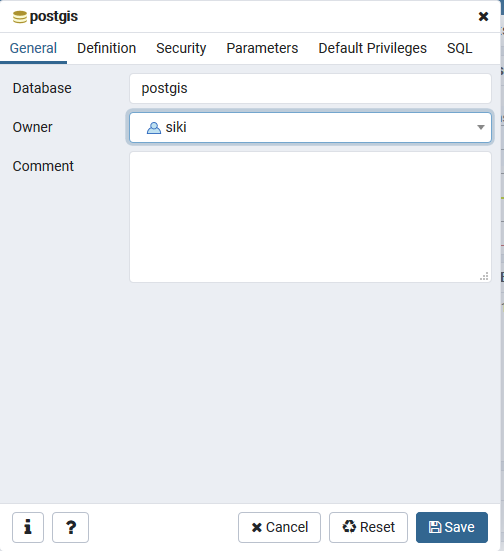 postgis
General Definition Security Parameters Default Privileges SQL
Database postgis
Owner siki
Comment
i ? Cancel Reset Save